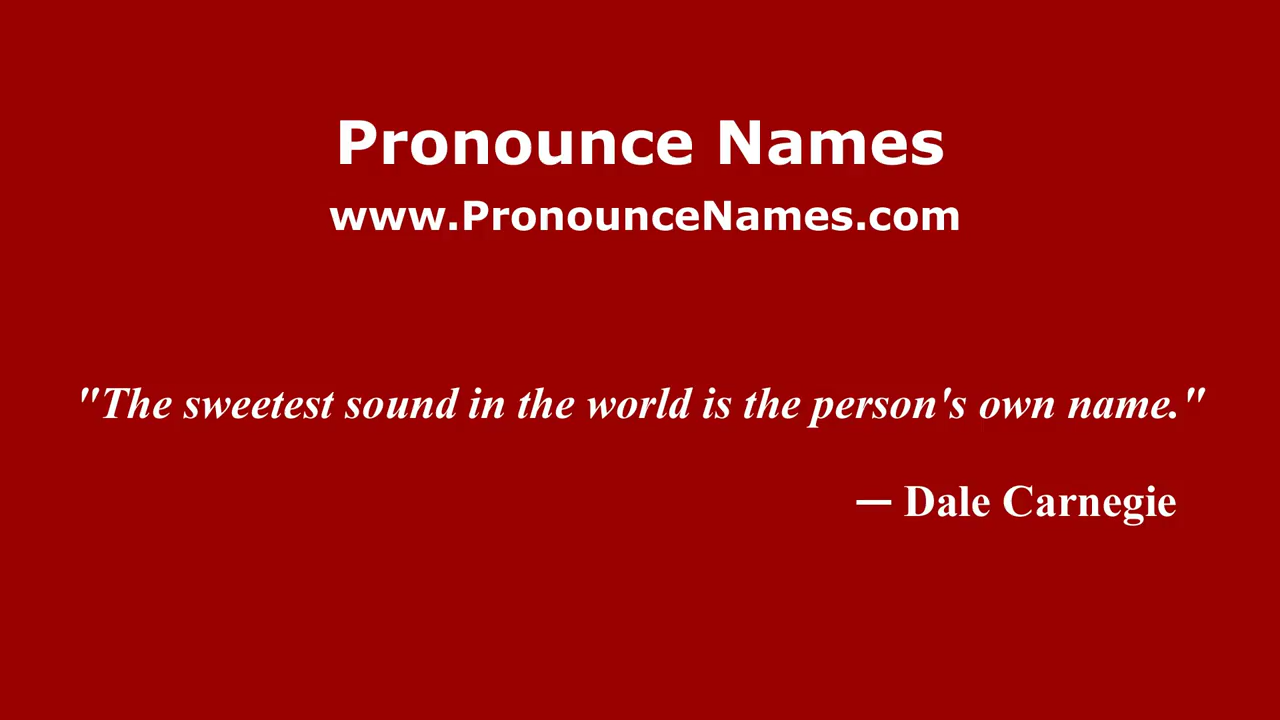 Pronounce Names
www.PronounceNames.com
"The sweetest sound in the world is the person's own name."
— Dale Carnegie